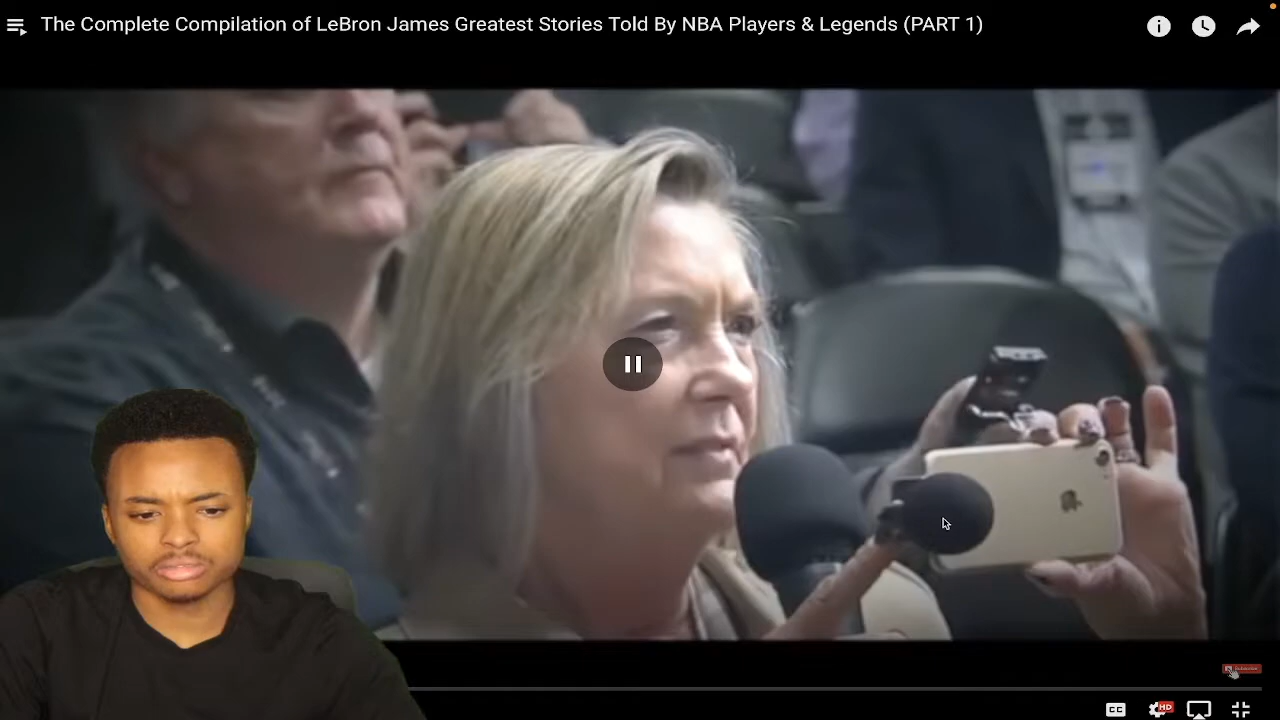 The Complete Compilation of LeBron James Greatest Stories Told By NBA Players & Legends (PART 1)
CC
HD